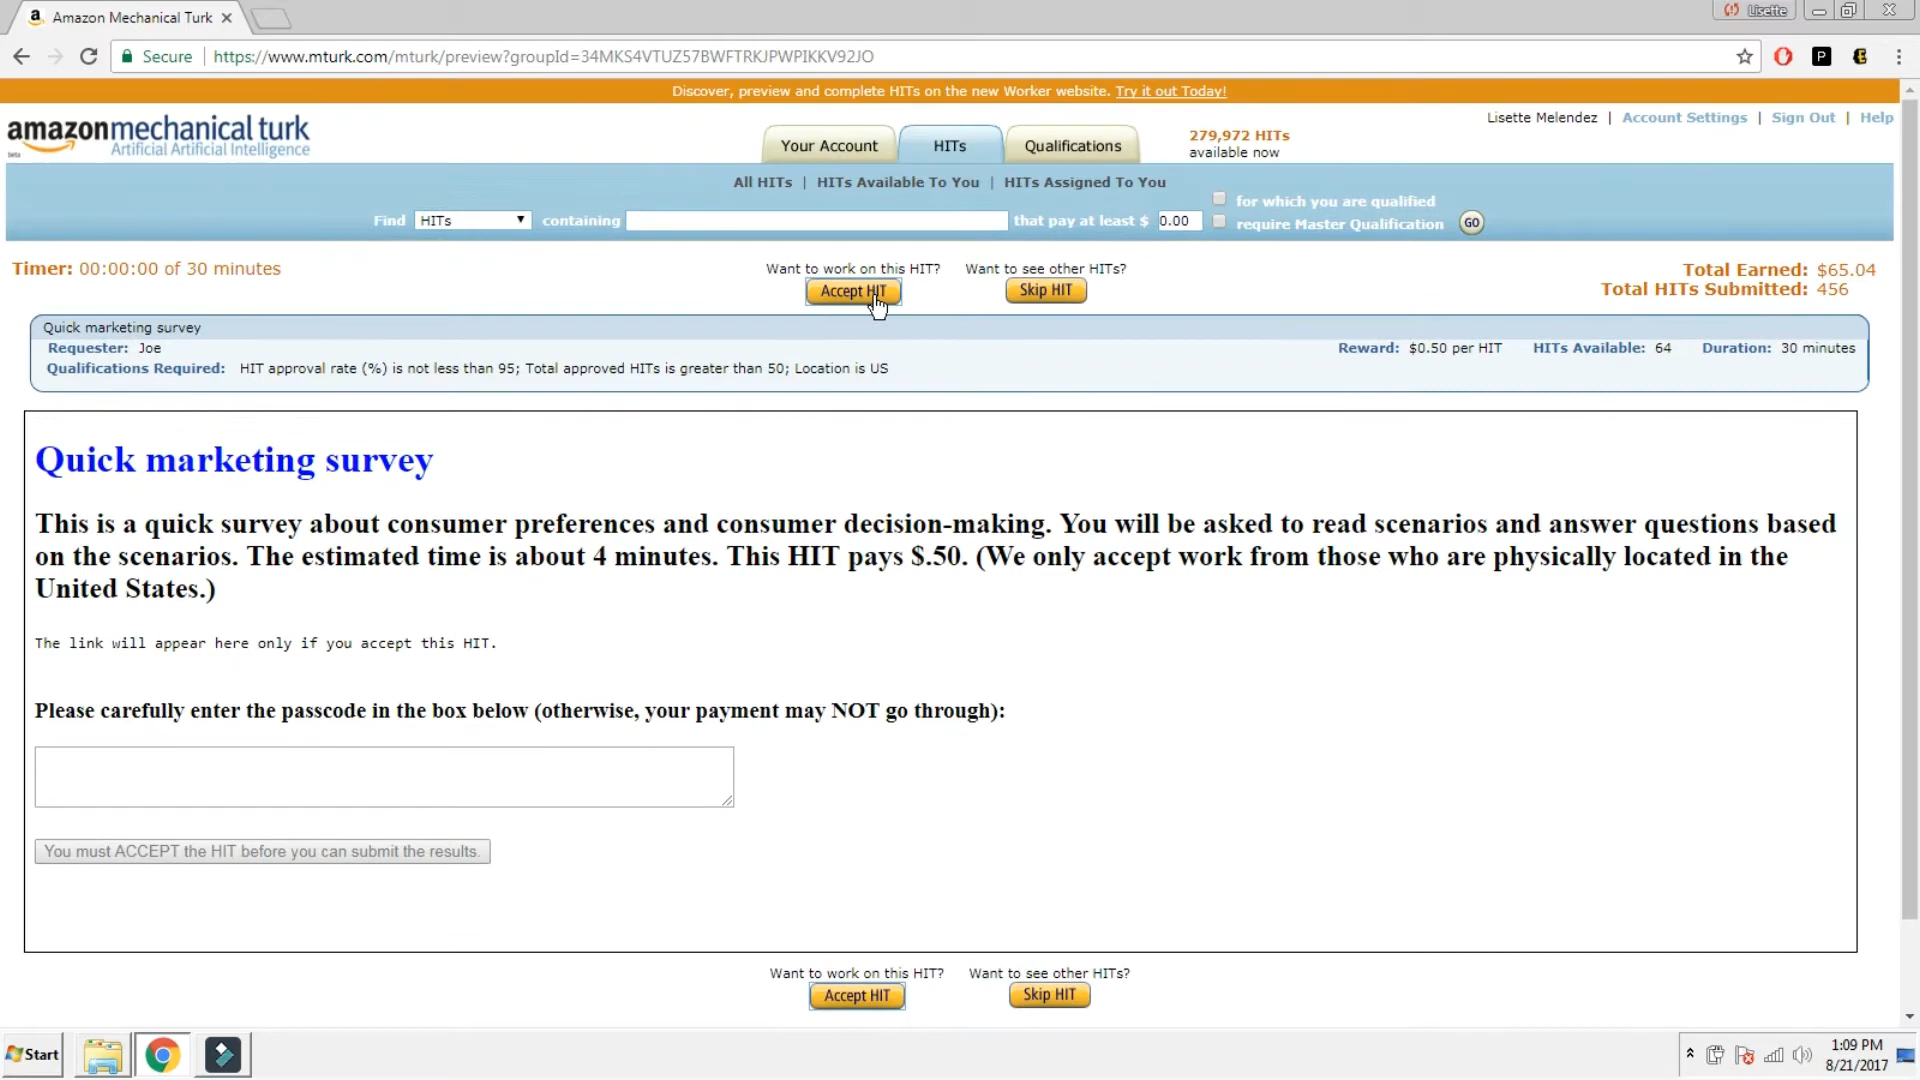 Amazon Mechanical Turk
Lisette
Secure
https://www.mturk.com/mturk/preview?groupId=34MKS4VTUZ57BWFTRKJPWPIKKV92JO
Discover, preview and complete HITs on the new Worker website. Try it out Today!
amazonmechanical turk
beta
Artificial Artificial Intelligence
Your Account
HITs
Qualifications
279,972 HITs
available now
Lisette Melendez | Account Settings | Sign Out | Help
All HITs | HITs Available To You | HITs Assigned To You
Find HITs containing that pay at least $ 0.00
for which you are qualified
require Master Qualification
GO
Timer: 00:00:00 of 30 minutes
Want to work on this HIT? Want to see other HITs?
Accept HIT Skip HIT
Total Earned: $65.04
Total HITs Submitted: 456
Quick marketing survey
Requester: Joe
Reward: $0.50 per HIT HITs Available: 64 Duration: 30 minutes
Qualifications Required: HIT approval rate (%) is not less than 95; Total approved HITs is greater than 50; Location is US
Quick marketing survey
This is a quick survey about consumer preferences and consumer decision-making. You will be asked to read scenarios and answer questions based
on the scenarios. The estimated time is about 4 minutes. This HIT pays $.50. (We only accept work from those who are physically located in the
United States.)
The link will appear here only if you accept this HIT.
Please carefully enter the passcode in the box below (otherwise, your payment may NOT go through):
You must ACCEPT the HIT before you can submit the results.
Want to work on this HIT? Want to see other HITs?
Accept HIT Skip HIT
Start
1:09 PM
8/21/2017